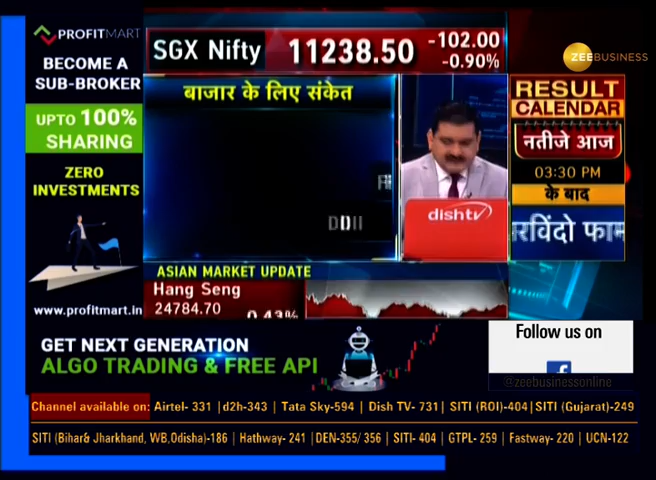 PROFITMART
BECOME A
SUB-BROKER
UPTO 100%
SHARING
ZERO
INVESTMENTS
www.profitmart.in
SGX Nifty 11238.50 -102.00
-0.90%
ZEEBUSINESS
बाजार के लिए संकेत
dishtv
RESULT
CALENDAR
नतीजे आज
03:30 PM
के बाद
ASIAN MARKET UPDATE
Hang Seng
24784.70 0.43%
GET NEXT GENERATION
ALGO TRADING & FREE API
Follow us on
@zeebusinessonline
Channel available on: Airtel- 331 | d2h-343 | Tata Sky-594 | Dish TV- 731 | SITI (ROI)-404 | SITI (Gujarat)-249
SITI (Bihar& Jharkhand, WB,Odisha)-186 | Hathway- 241 | DEN-355/ 356 | SITI- 404 | GTPL- 259 | Fastway- 220 | UCN-122